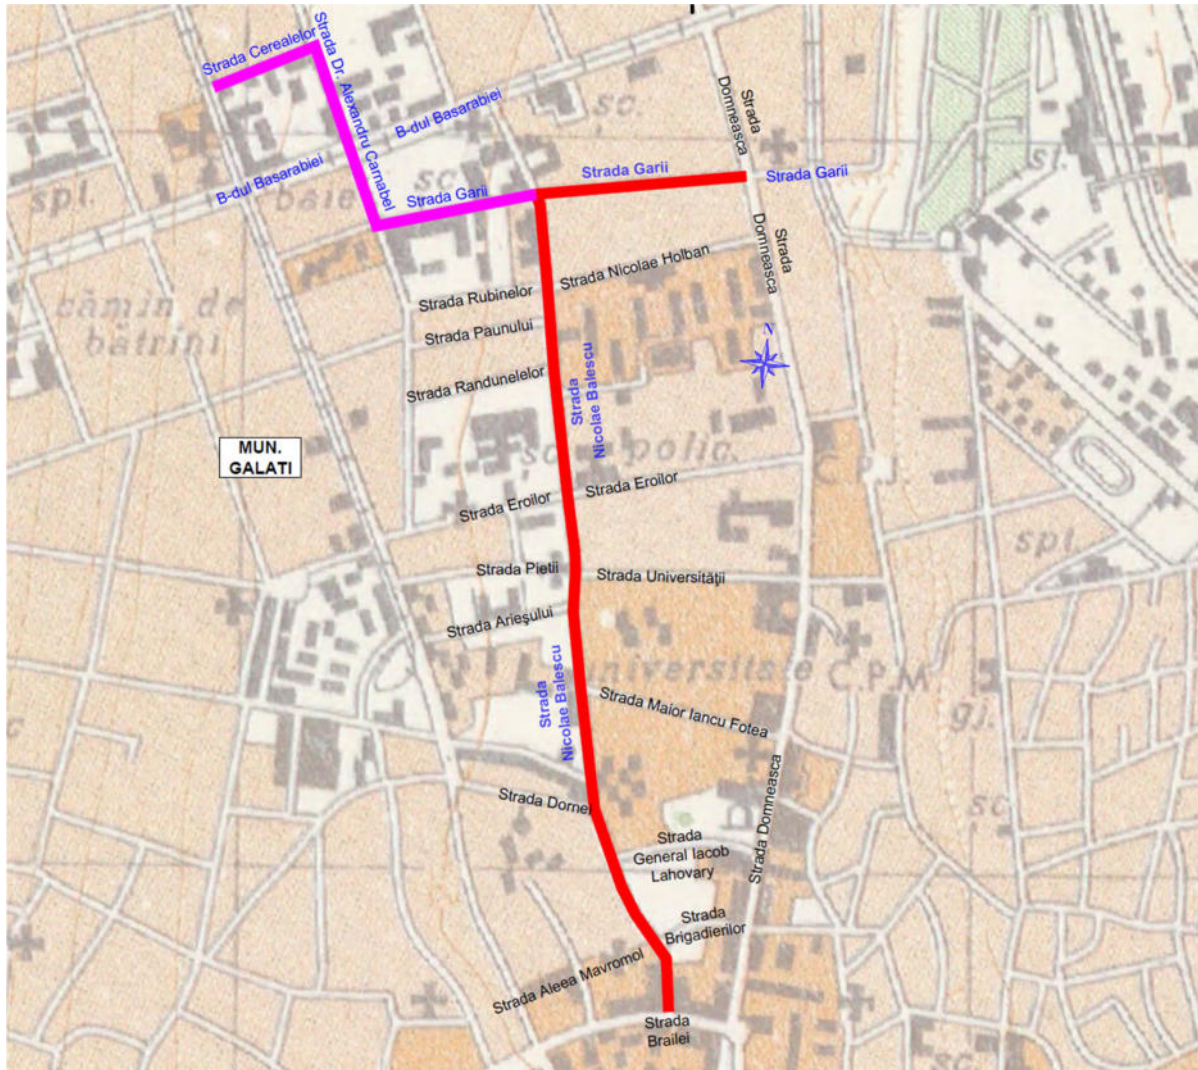 Strada Cerealelor
Strada Dr. Alexandru Carnabel
B-dul Basarabiei
B-dul Basarabiei
sc.
Strada
Domneasca
Strada Garii
Strada Garii
Strada Garii
sc
spl.
baie
Strada
Domneasca
Strada Nicolae Holban
Strada Rubinelor
cămin de
bătrîni
Strada Paunului
N
Strada Randunelelor
Strada
Nicolae Balescu
MUN.
GALATI
șc. polic.
C.P.I.
Strada Eroilor
Strada Eroilor
spl.
Strada Pietii
Strada Universităţii
Strada Arieşului
Strada
Nicolae Balescu
universitate
C.P.M.
Strada Maior Iancu Fotea
gr.
Strada Dornei
sc
Strada Domneasca
Strada
General Iacob
Lahovary
Strada
Brigadierilor
Strada Aleea Mavromol
Strada
Brailei
sc.